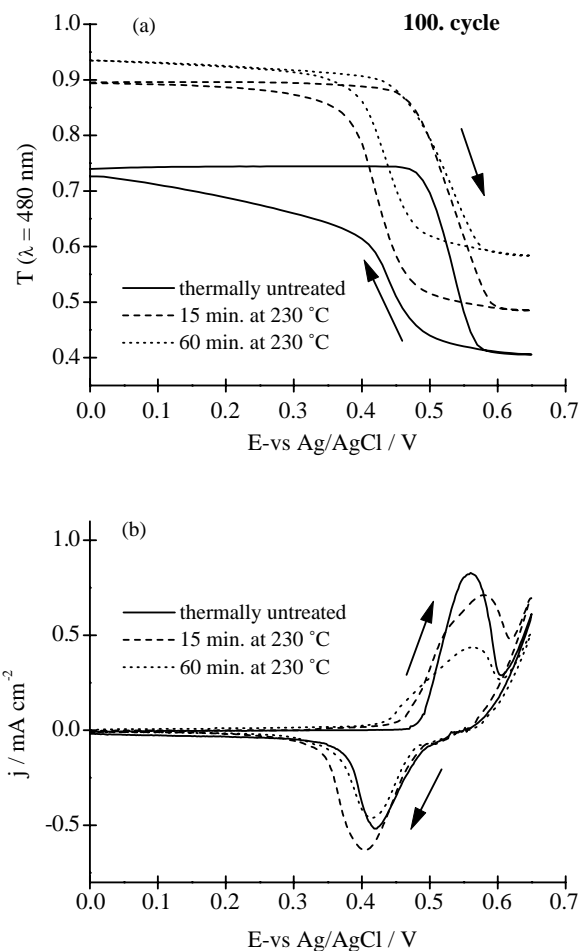 (a)
100. cycle
1.0
0.9
0.8
0.7
0.6
0.5
0.4
T (λ = 480 nm)
thermally untreated
15 min. at 230 °C
60 min. at 230 °C
0.0 0.1 0.2 0.3 0.4 0.5 0.6 0.7
E-vs Ag/AgCl / V
(b)
1.0
0.5
0.0
-0.5
j / mA cm⁻²
thermally untreated
15 min. at 230 °C
60 min. at 230 °C
0.0 0.1 0.2 0.3 0.4 0.5 0.6 0.7
E-vs Ag/AgCl / V